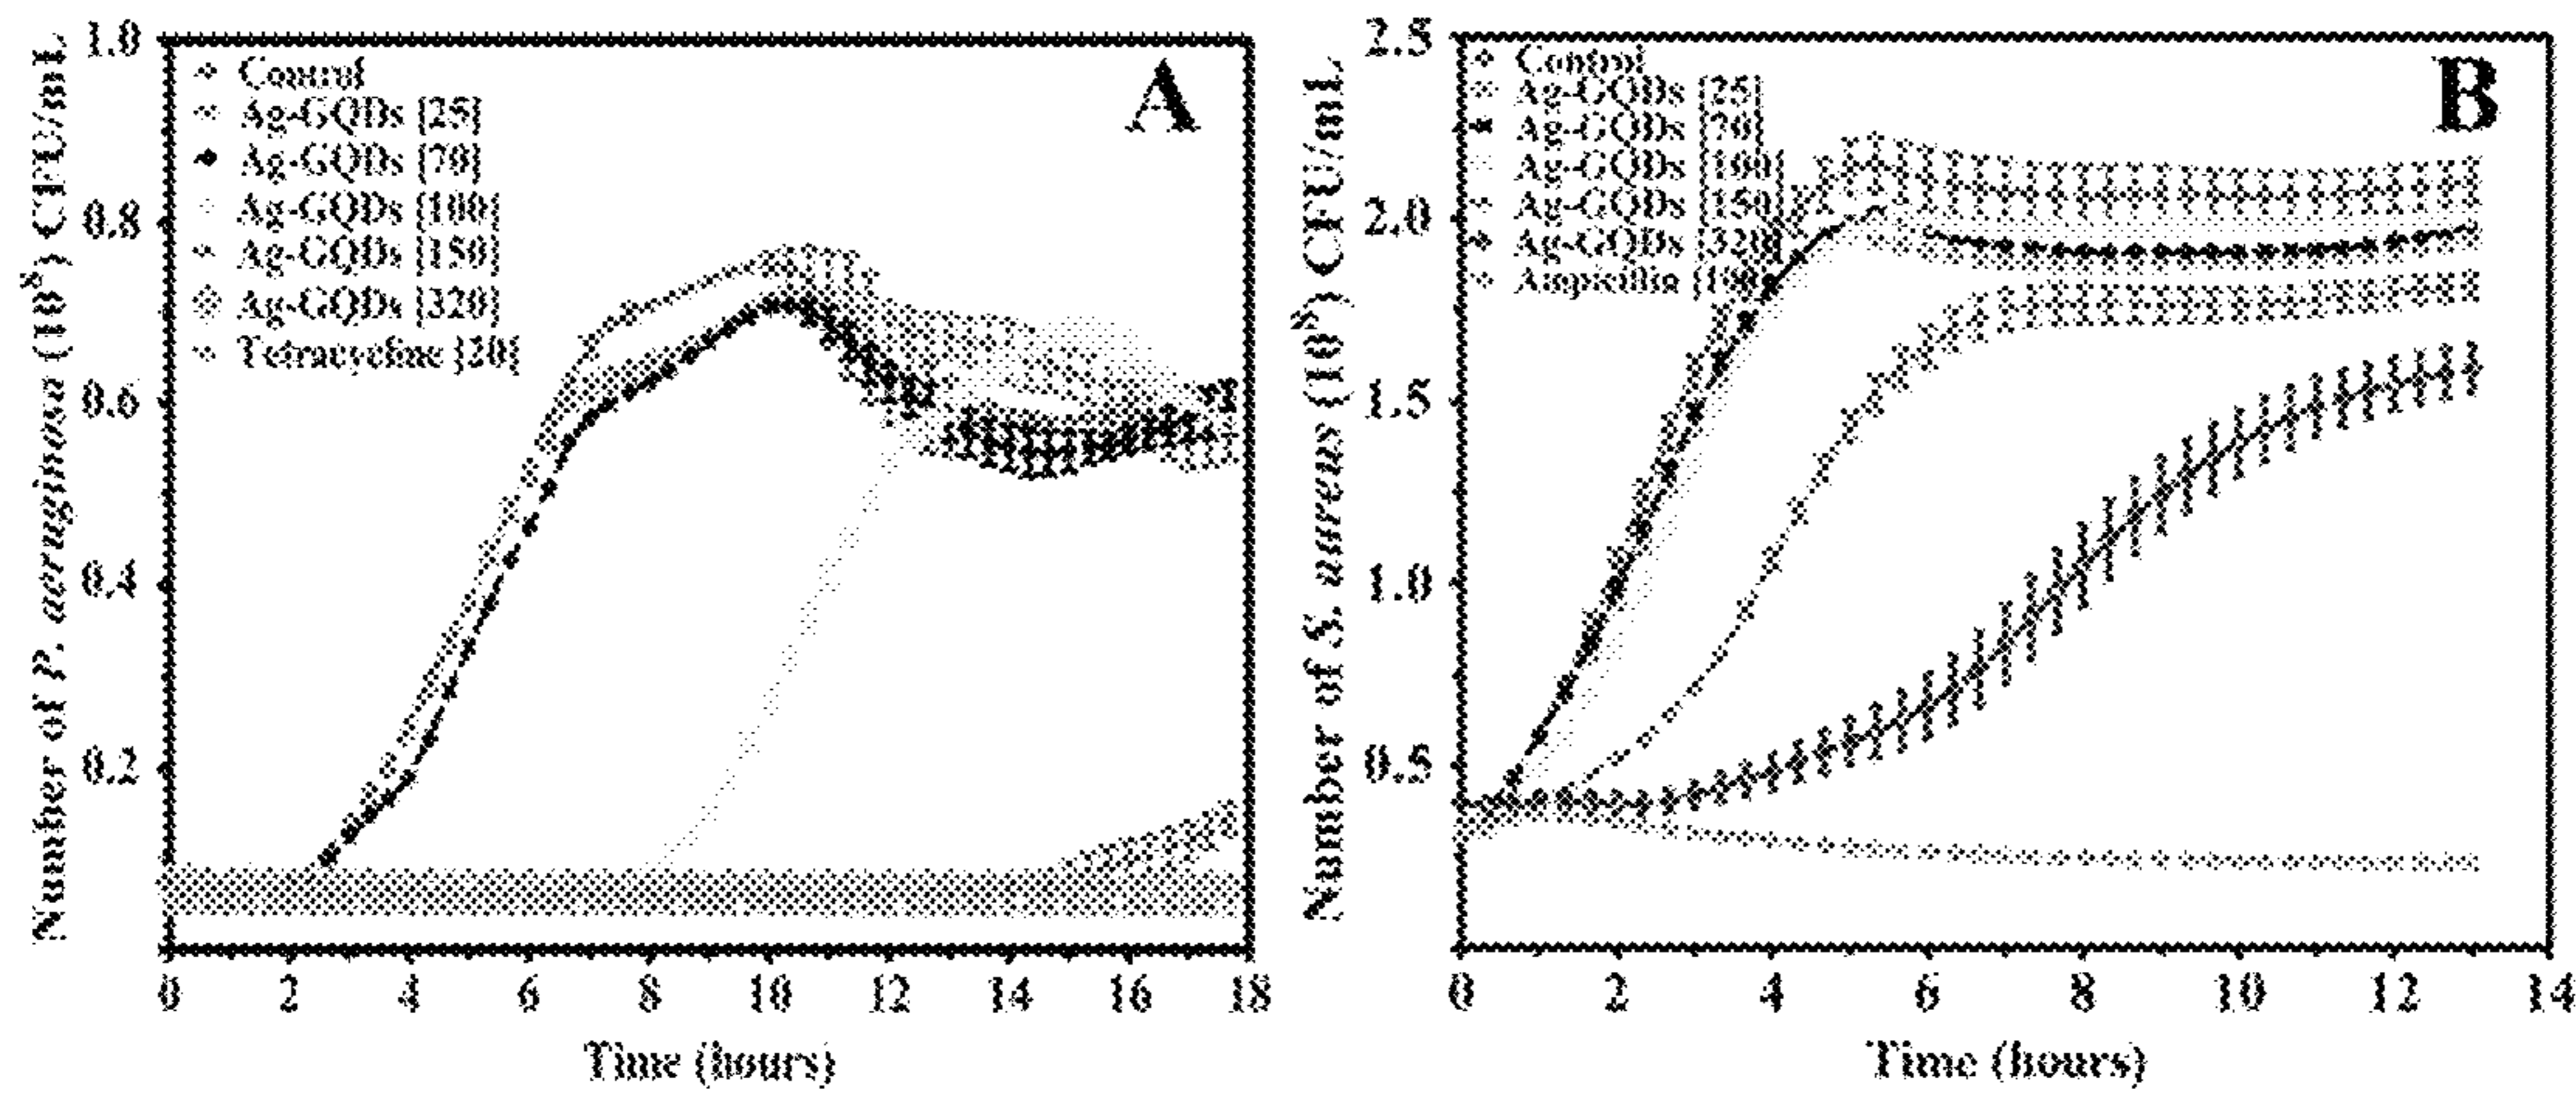 A
Number of P. aeruginosa (10⁸) CFU/mL
1.0
0.8
0.6
0.4
0.2
Control
Ag-GQDs [25]
Ag-GQDs [70]
Ag-GQDs [100]
Ag-GQDs [150]
Ag-GQDs [320]
Tetracycline [20]
0 2 4 6 8 10 12 14 16 18
Time (hours)
B
Number of S. aureus (10⁸) CFU/mL
2.5
2.0
1.5
1.0
0.5
Control
Ag-GQDs [25]
Ag-GQDs [70]
Ag-GQDs [100]
Ag-GQDs [150]
Ag-GQDs [320]
Ampicillin
0 2 4 6 8 10 12 14
Time (hours)